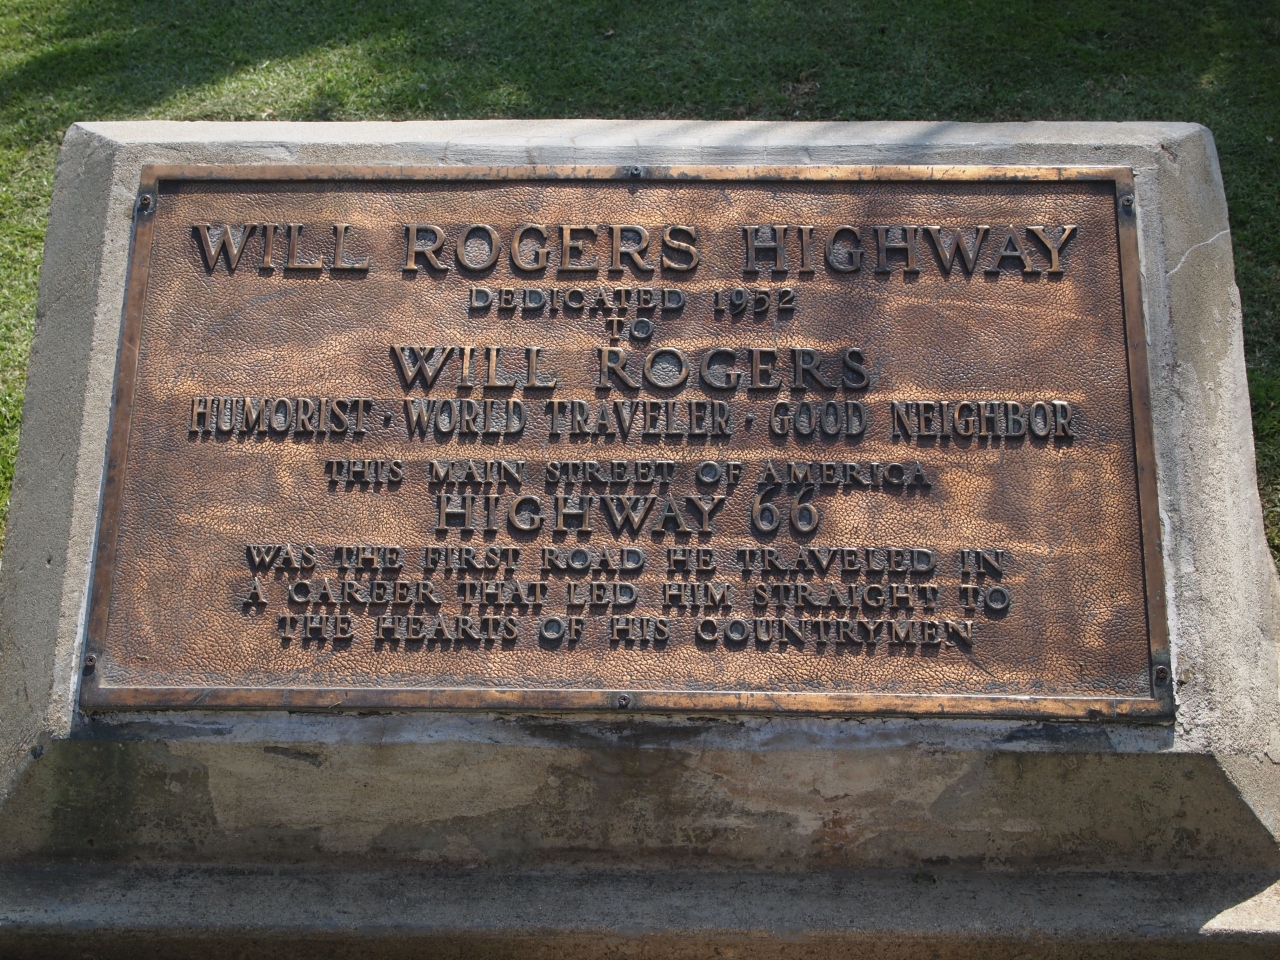 WILL ROGERS HIGHWAY
DEDICATED 1952
TO
WILL ROGERS
HUMORIST · WORLD TRAVELER · GOOD NEIGHBOR
THIS MAIN STREET OF AMERICA
HIGHWAY 66
WAS THE FIRST ROAD HE TRAVELED IN
A CAREER THAT LED HIM STRAIGHT TO
THE HEARTS OF HIS COUNTRYMEN